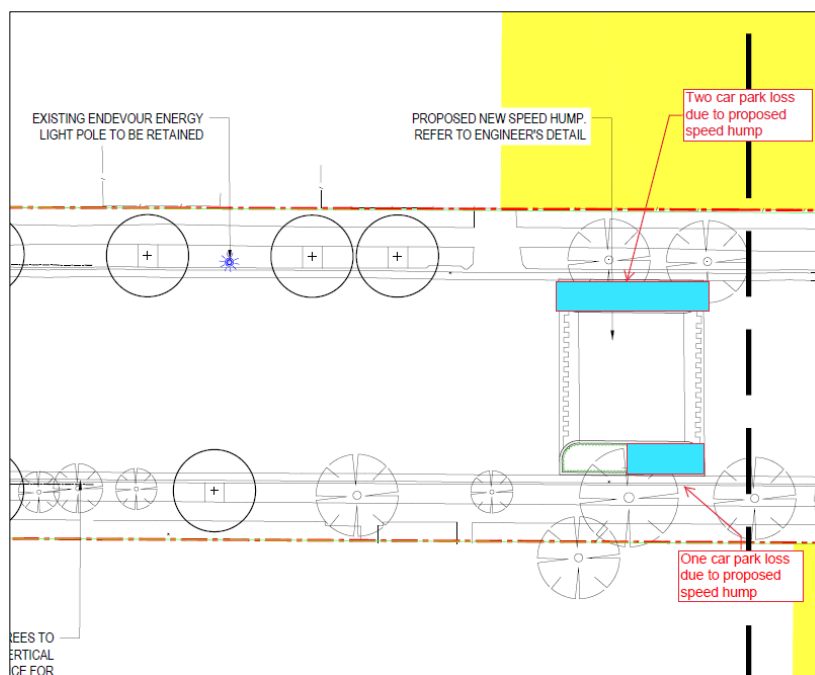 EXISTING ENDEVOUR ENERGY
LIGHT POLE TO BE RETAINED
PROPOSED NEW SPEED HUMP.
REFER TO ENGINEER'S DETAIL
Two car park loss
due to proposed
speed hump
One car park loss
due to proposed
speed hump
REES TO
ERTICAL
ICE FOR